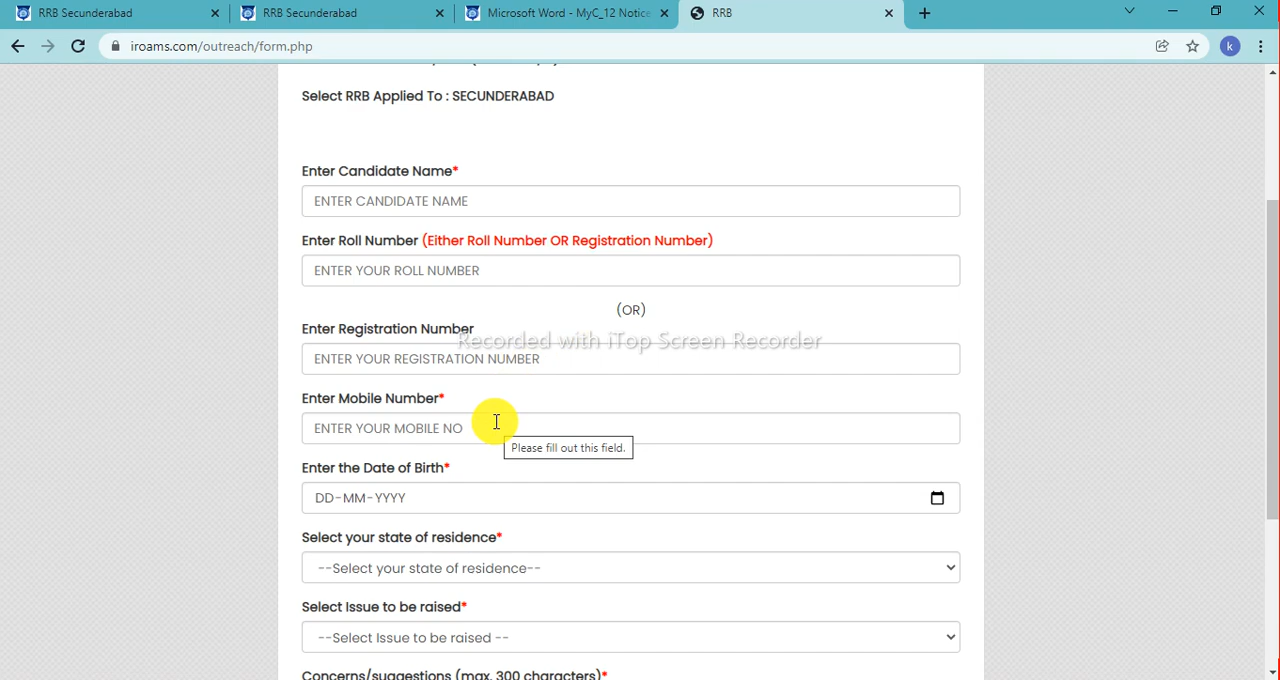 RRB Secunderabad
RRB Secunderabad
Microsoft Word - MyC_12 Notice
RRB
iroams.com/outreach/form.php
k
Select RRB Applied To : SECUNDERABAD
Enter Candidate Name*
ENTER CANDIDATE NAME
Enter Roll Number (Either Roll Number OR Registration Number)
ENTER YOUR ROLL NUMBER
(OR)
Enter Registration Number
Recorded with iTop Screen Recorder
ENTER YOUR REGISTRATION NUMBER
Enter Mobile Number*
ENTER YOUR MOBILE NO
Please fill out this field.
Enter the Date of Birth*
DD-MM-YYYY
Select your state of residence*
--Select your state of residence--
Select Issue to be raised*
--Select Issue to be raised --
Concerns/suggestions (max. 300 characters)*